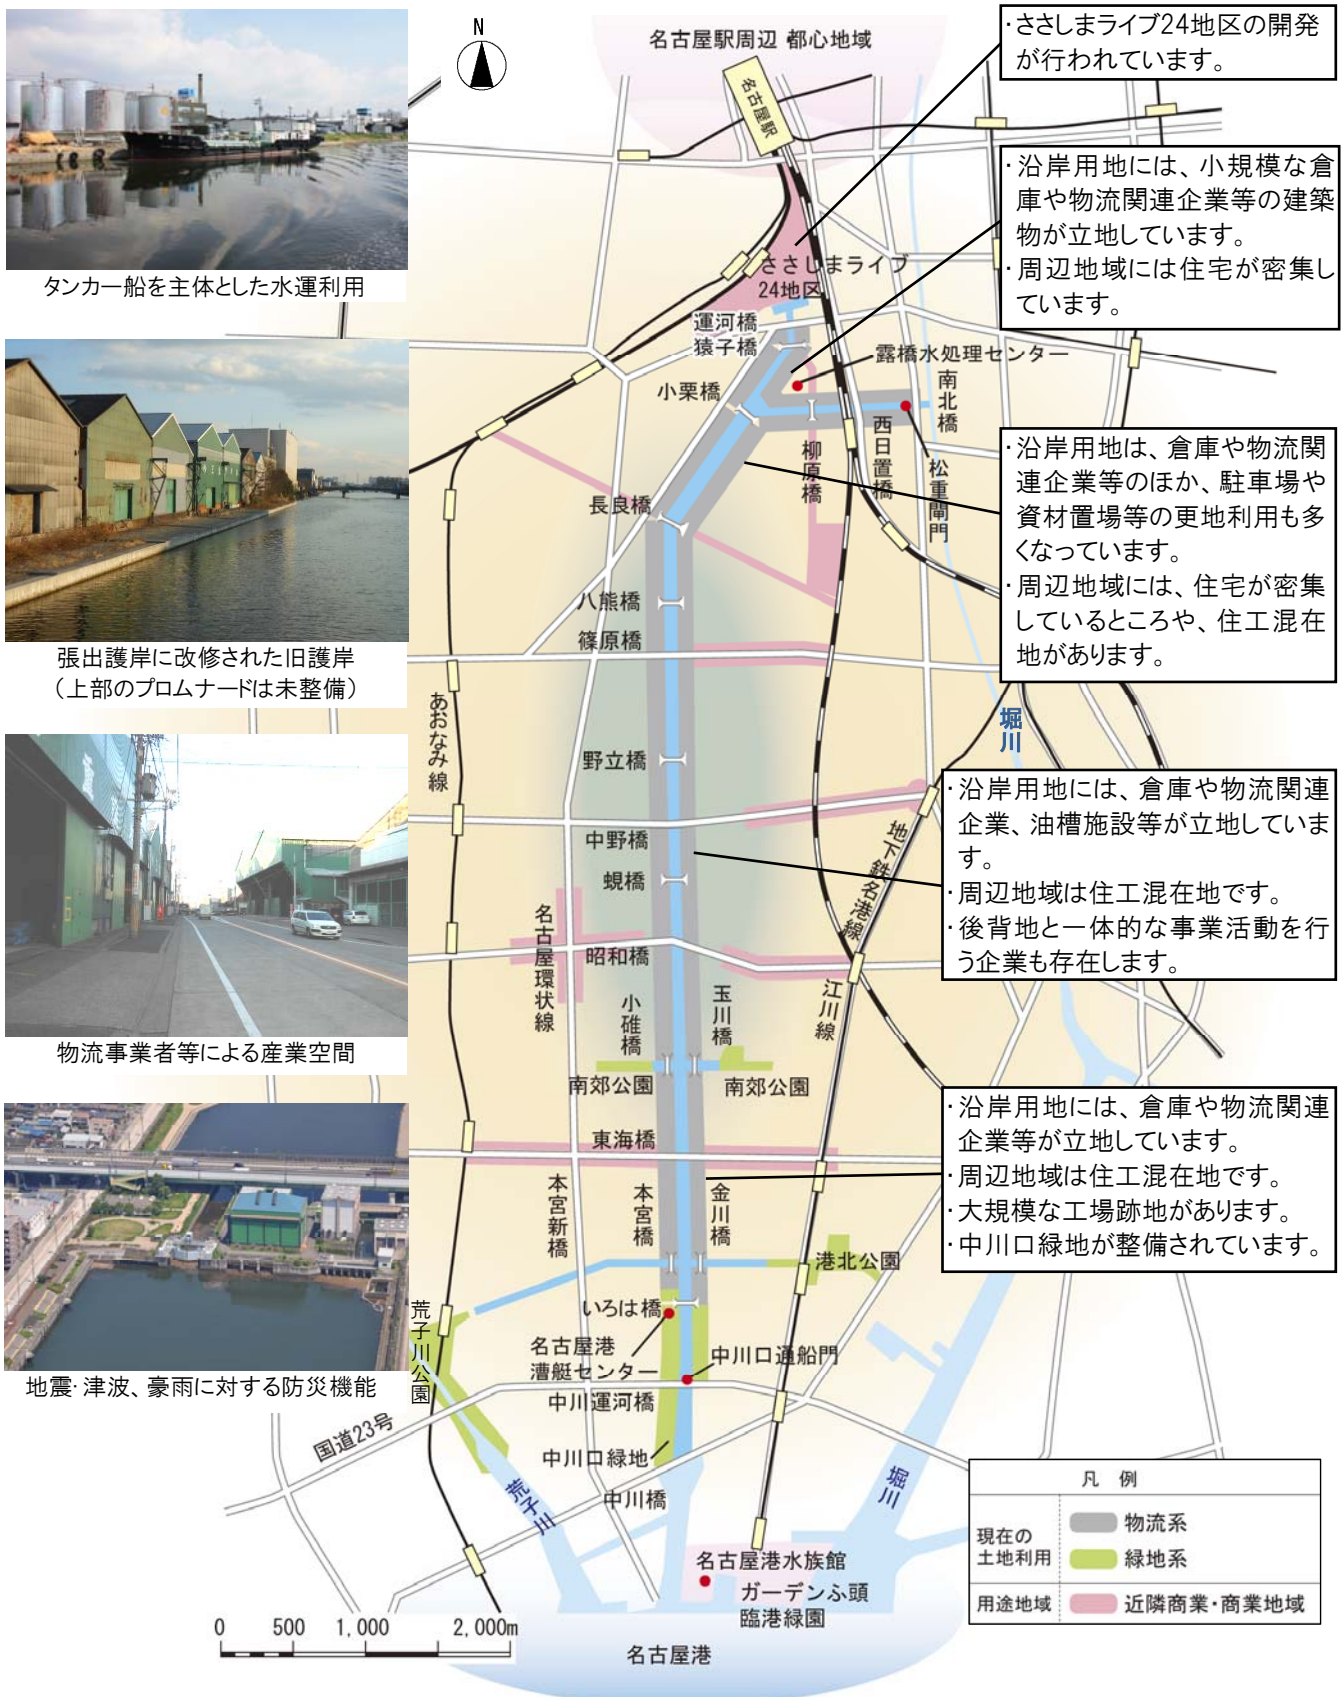 N
名古屋駅周辺 都心地域
名古屋駅
・ささしまライブ24地区の開発
が行われています。
・沿岸用地には、小規模な倉
庫や物流関連企業等の建築
物が立地しています。
・周辺地域には住宅が密集し
ています。
タンカー船を主体とした水運利用
ささしまライブ
24地区
運河橋
猿子橋
露橋水処理センター
小栗橋
南北橋
柳原橋
西日置橋
松重閘門
・沿岸用地は、倉庫や物流関
連企業等のほか、駐車場や
資材置場等の更地利用も多
くなっています。
・周辺地域には、住宅が密集
しているところや、住工混在
地があります。
長良橋
八熊橋
篠原橋
張出護岸に改修された旧護岸
（上部のプロムナードは未整備）
あおなみ線
堀川
野立橋
中野橋
蜆橋
地下鉄名港線
・沿岸用地には、倉庫や物流関連
企業、油槽施設等が立地していま
す。
・周辺地域は住工混在地です。
・後背地と一体的な事業活動を行
う企業も存在します。
名古屋環状線
昭和橋
小碓橋
玉川橋
江川線
物流事業者等による産業空間
南郊公園
南郊公園
東海橋
・沿岸用地には、倉庫や物流関連
企業等が立地しています。
・周辺地域は住工混在地です。
・大規模な工場跡地があります。
・中川口緑地が整備されています。
本宮新橋
本宮橋
金川橋
港北公園
荒子川公園
いろは橋
名古屋港
漕艇センター
中川口通船門
地震・津波、豪雨に対する防災機能
中川運河橋
国道23号
中川口緑地
荒子川
中川橋
堀川
名古屋港水族館
ガーデンふ頭
臨港緑園
名古屋港
0 500 1,000 2,000m
凡 例
現在の
土地利用
物流系
緑地系
用途地域
近隣商業・商業地域